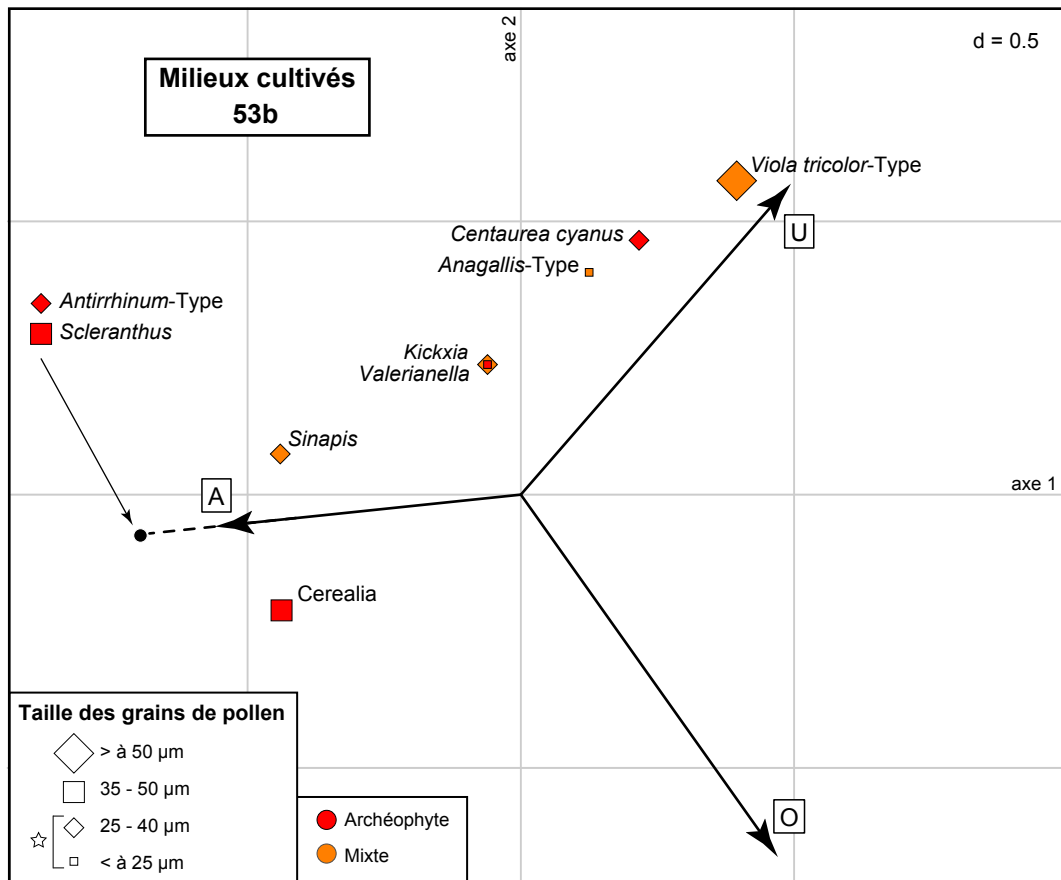 axe 2
d = 0.5
Milieux cultivés
53b
Viola tricolor-Type
U
Centaurea cyanus
Anagallis-Type
Antirrhinum-Type
Scleranthus
Kickxia
Valerianella
Sinapis
A
axe 1
Cerealia
Taille des grains de pollen
> à 50 µm
35 - 50 µm
25 - 40 µm
< à 25 µm
Archéophyte
Mixte
O